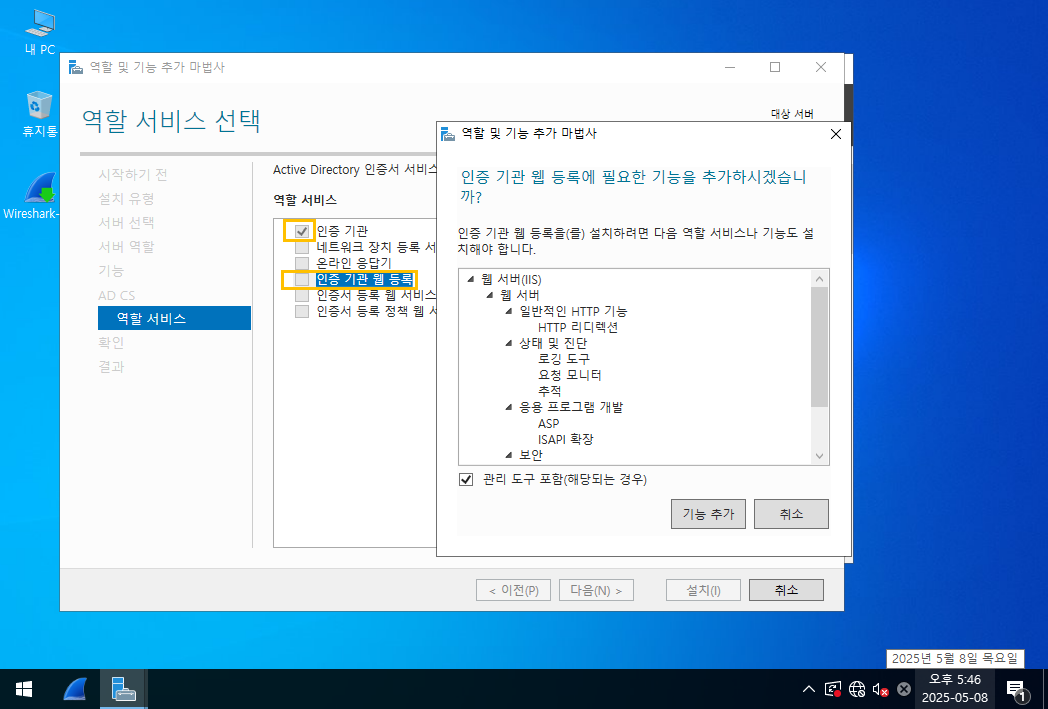 내 PC
휴지통
Wireshark-
역할 및 기능 추가 마법사
역할 서비스 선택
대상 서버
시작하기 전
설치 유형
서버 선택
서버 역할
기능
AD CS
역할 서비스
확인
결과
Active Directory 인증서 서비스
역할 서비스
인증 기관
네트워크 장치 등록 서
온라인 응답기
인증 기관 웹 등록
인증서 등록 웹 서비스
인증서 등록 정책 웹 서
역할 및 기능 추가 마법사
인증 기관 웹 등록에 필요한 기능을 추가하시겠습니
까?
인증 기관 웹 등록을(를) 설치하려면 다음 역할 서비스나 기능도 설
치해야 합니다.
웹 서버(IIS)
웹 서버
일반적인 HTTP 기능
HTTP 리디렉션
상태 및 진단
로깅 도구
요청 모니터
추적
응용 프로그램 개발
ASP
ISAPI 확장
보안
관리 도구 포함(해당되는 경우)
기능 추가
취소
< 이전(P)
다음(N) >
설치(I)
취소
2025년 5월 8일 목요일
오후 5:46
2025-05-08
1